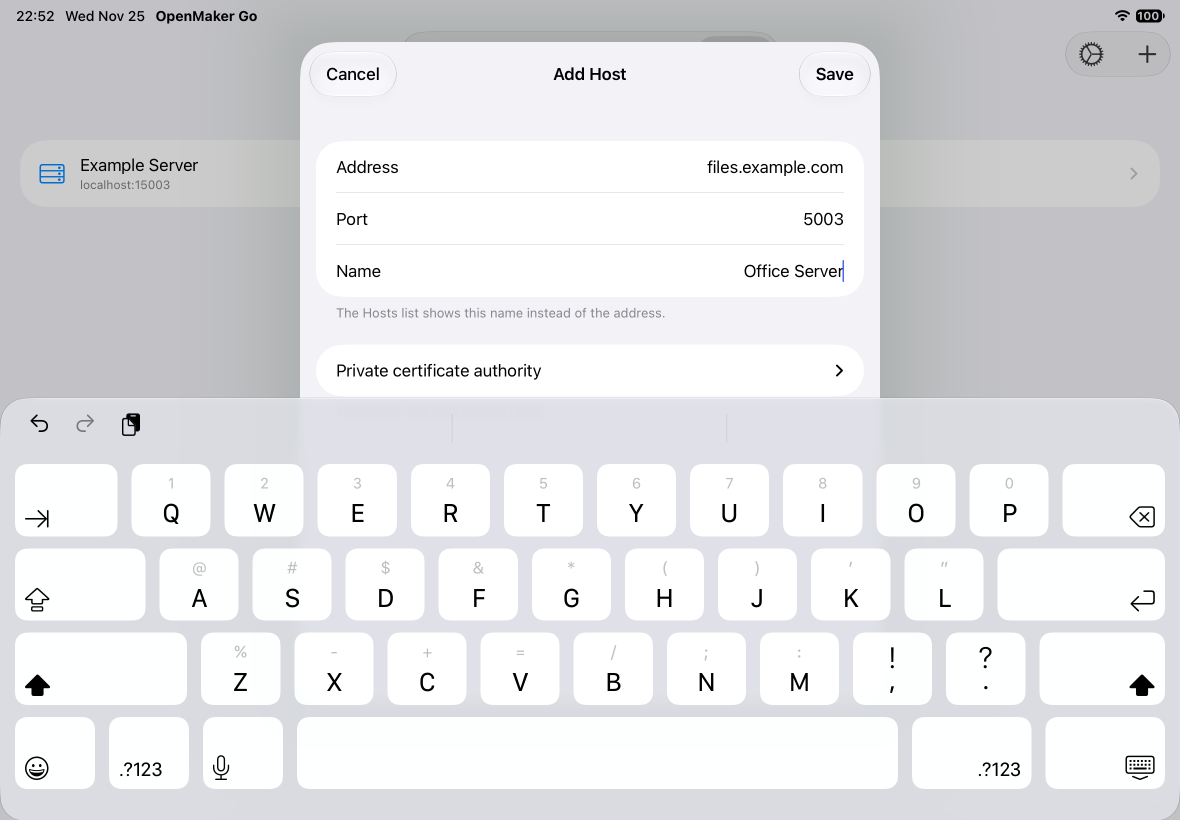 22:52 Wed Nov 25 OpenMaker Go 100
Cancel Add Host Save
Example Server
localhost:15003
Address files.example.com
Port 5003
Name Office Server
The Hosts list shows this name instead of the address.
Private certificate authority
1 2 3 4 5 6 7 8 9 0
Q W E R T Y U I O P
@ # $ & * ( ) ' "
A S D F G H J K L
% - + = / ; : ! ?
Z X C V B N M , .
.?123 .?123